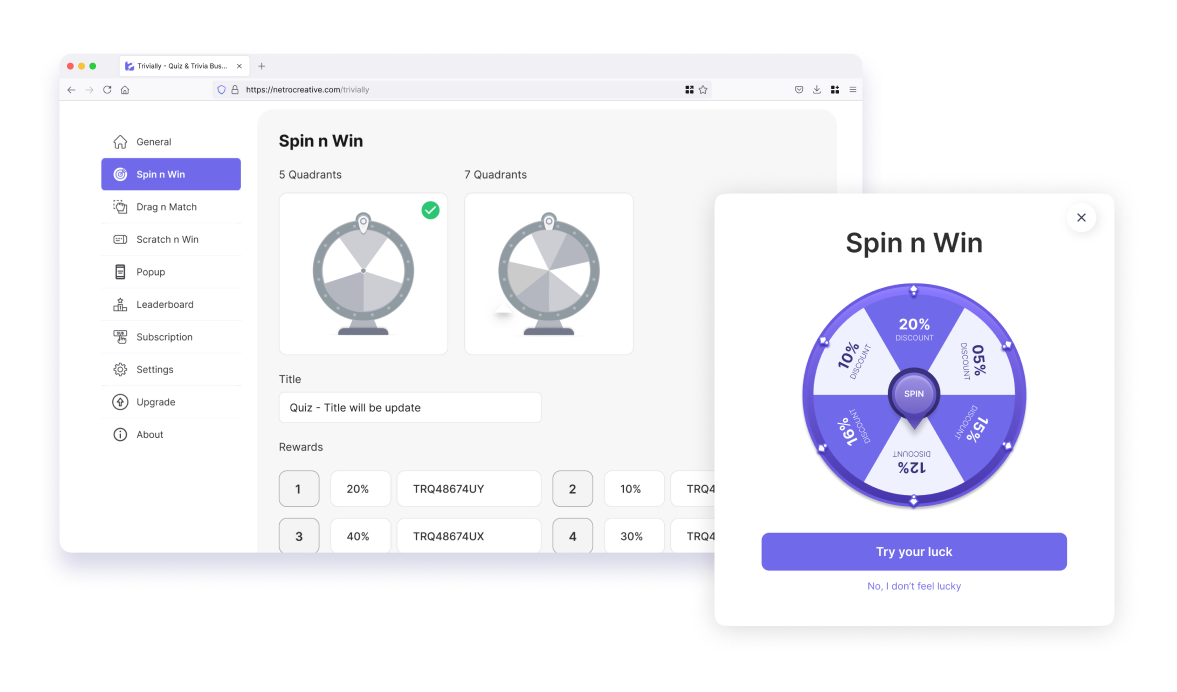 Trivially - Quiz & Trivia Bus...
https://netrocreative.com/trivially
General
Spin n Win
Drag n Match
Scratch n Win
Popup
Leaderboard
Subscription
Settings
Upgrade
About
Spin n Win
5 Quadrants
7 Quadrants
Title
Quiz - Title will be update
Rewards
1 20% TRQ48674UY 2 10% TRQ4
3 40% TRQ48674UX 4 30% TRQ4
Spin n Win
20%
DISCOUNT
05%
DISCOUNT
15%
DISCOUNT
12%
DISCOUNT
16%
DISCOUNT
10%
DISCOUNT
SPIN
Try your luck
No, I don't feel lucky